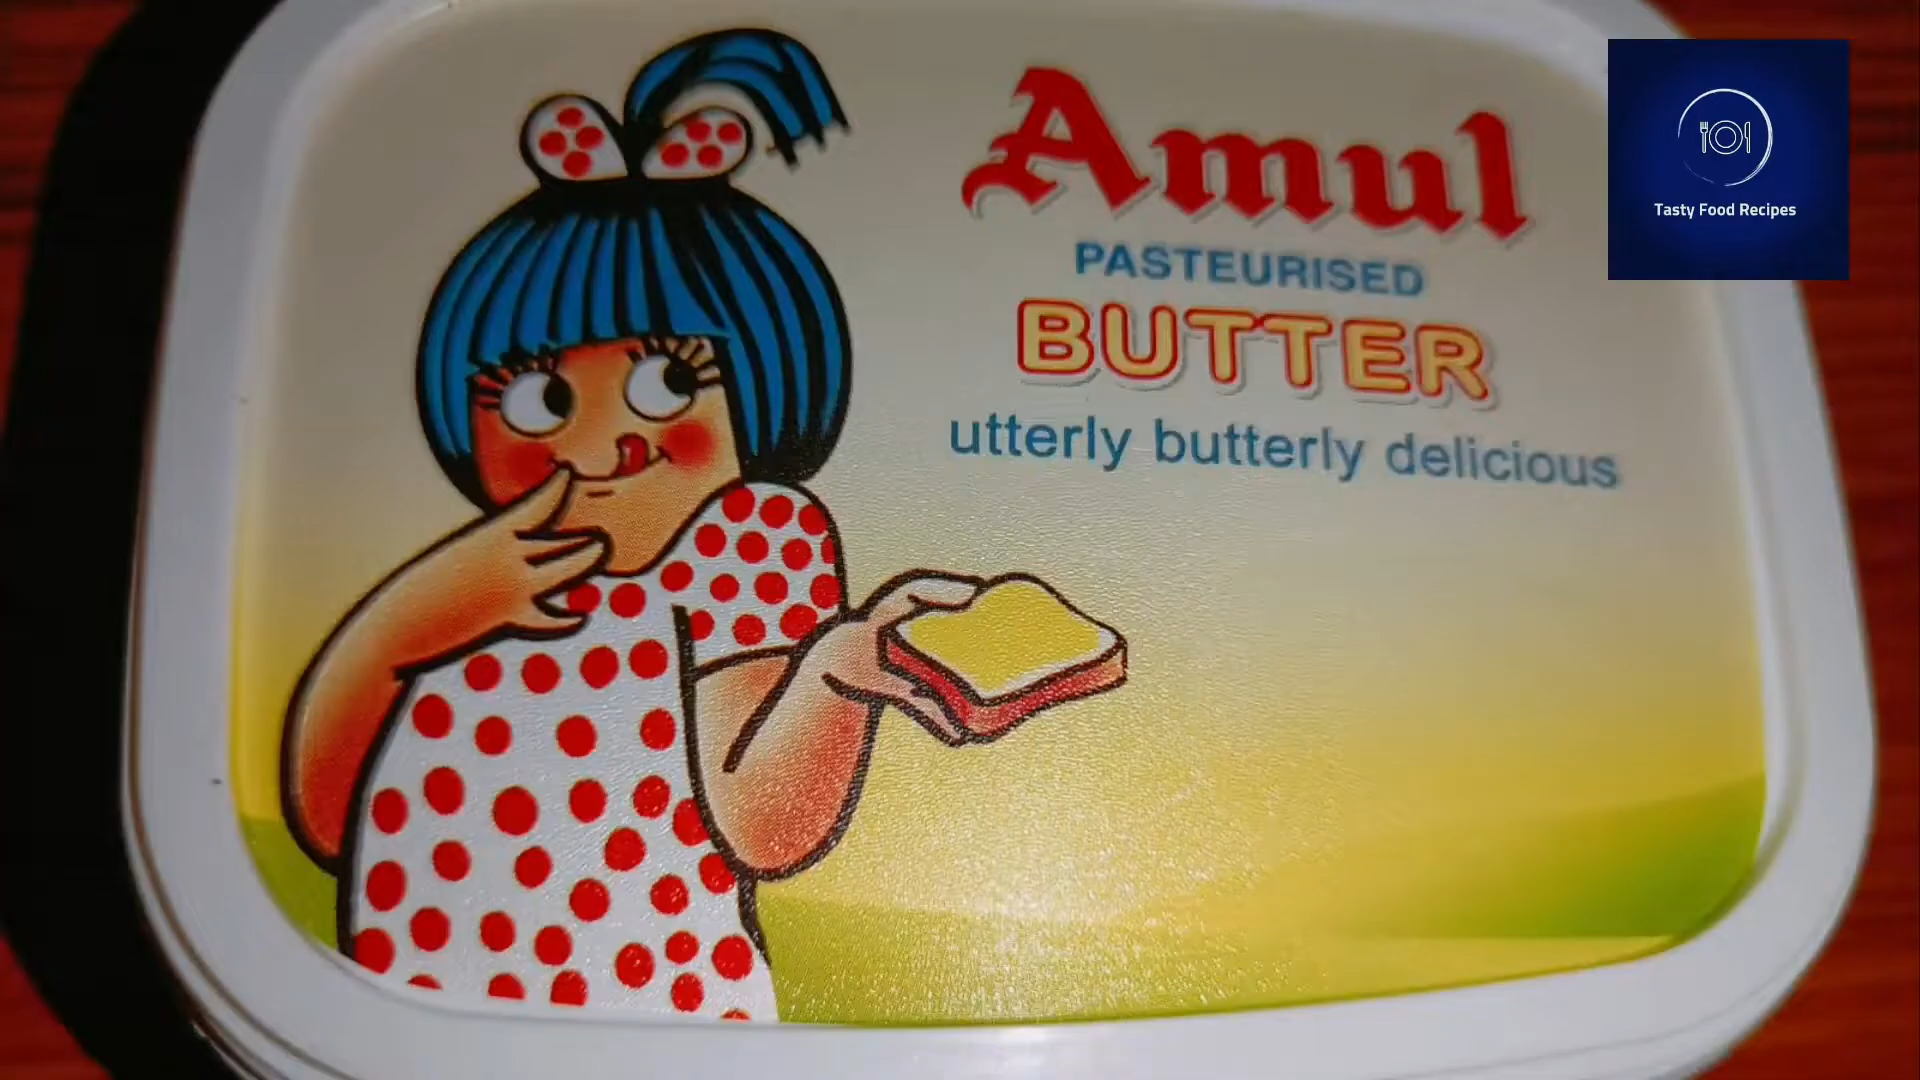 Amul
PASTEURISED
BUTTER
utterly butterly delicious
Tasty Food Recipes